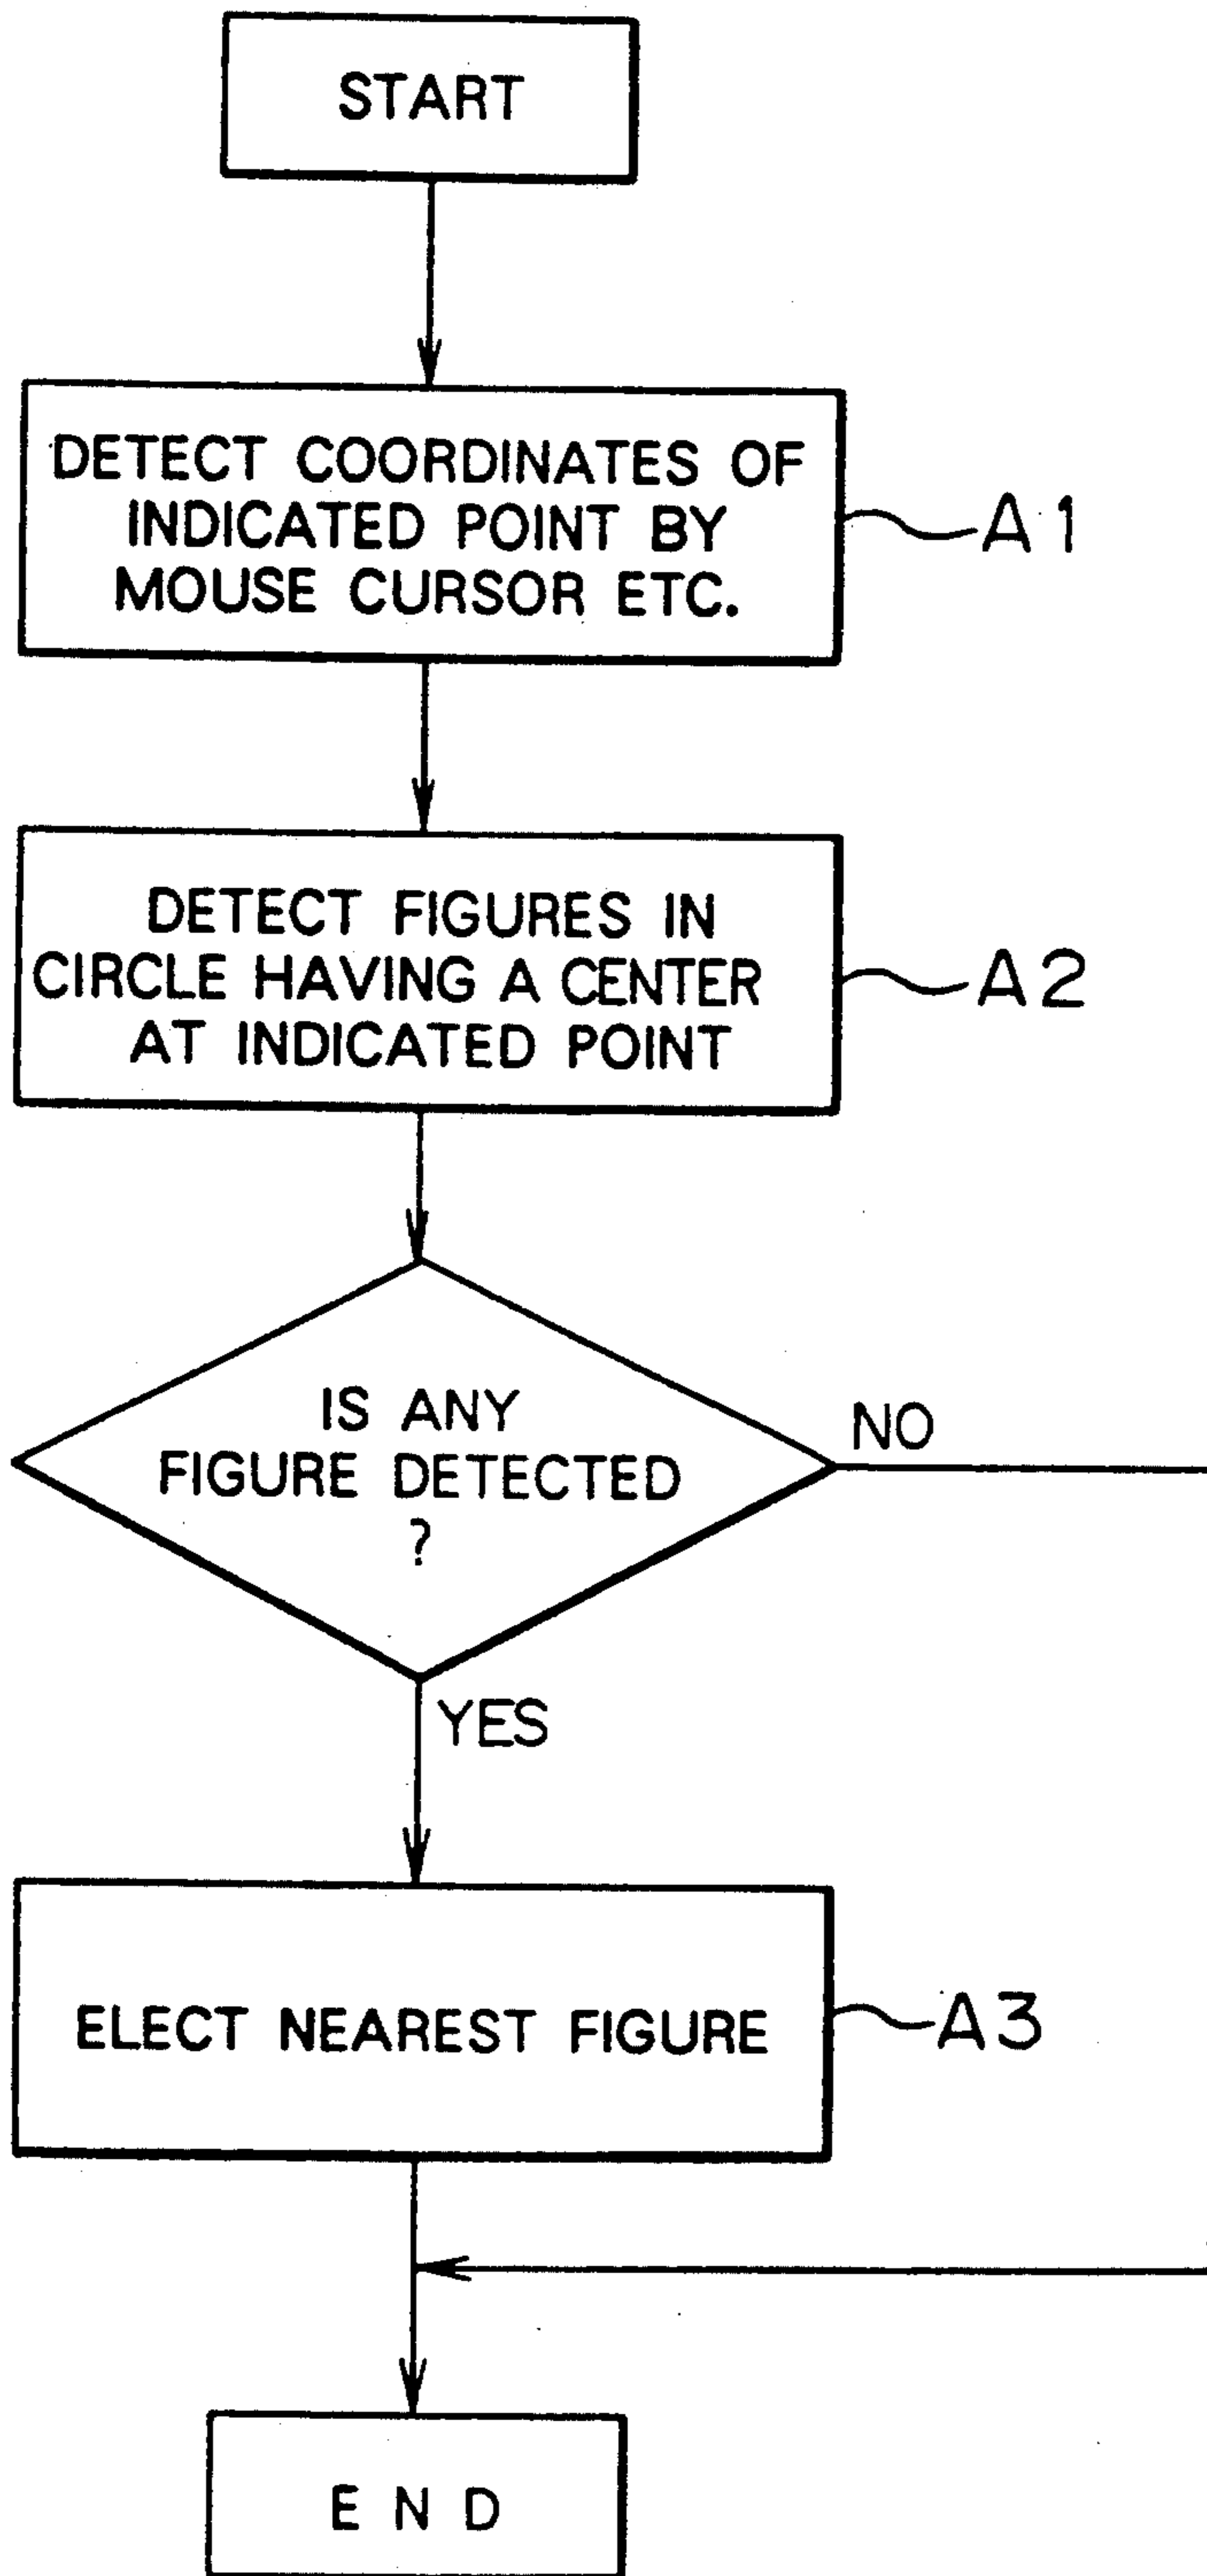 START
DETECT COORDINATES OF
INDICATED POINT BY
MOUSE CURSOR ETC.
A1
DETECT FIGURES IN
CIRCLE HAVING A CENTER
AT INDICATED POINT
A2
IS ANY
FIGURE DETECTED
?
NO
YES
ELECT NEAREST FIGURE
A3
END